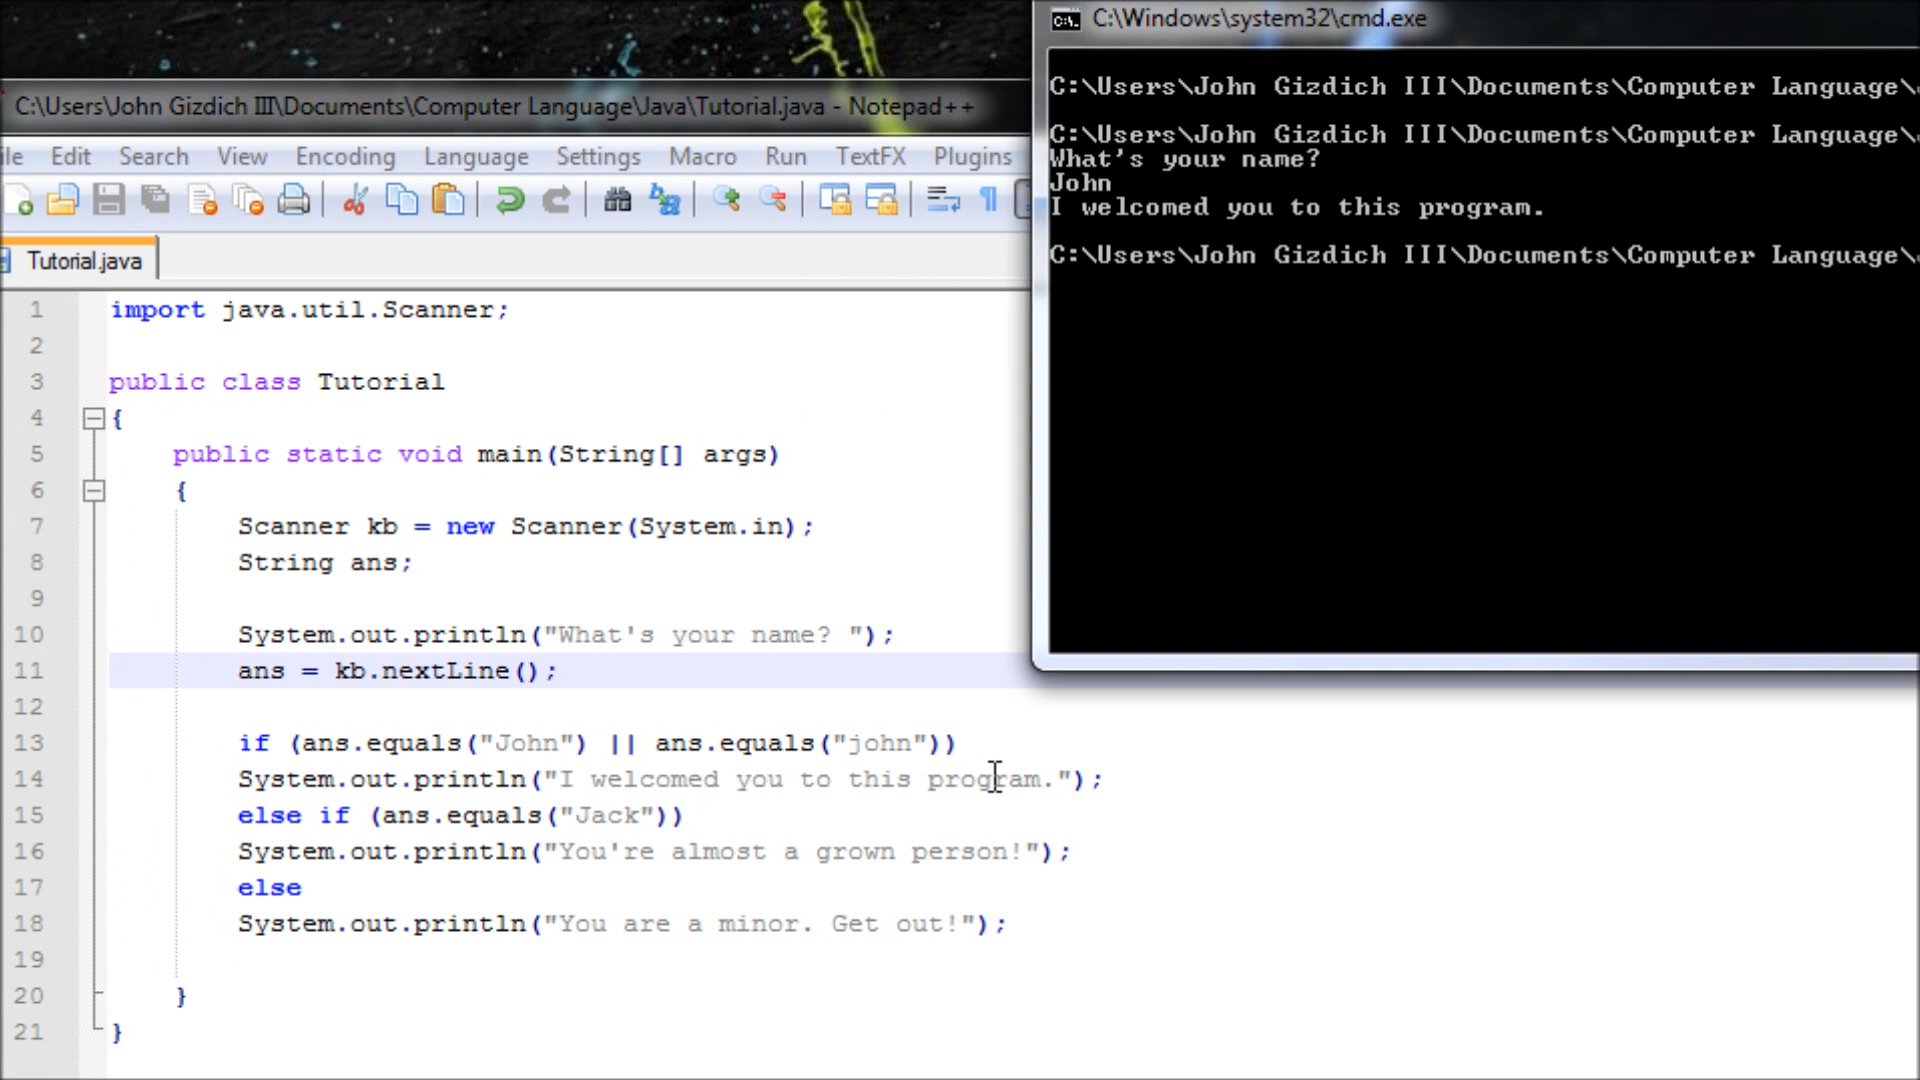 C:\Windows\system32\cmd.exe
C:\Users\John Gizdich III\Documents\Computer Language\
C:\Users\John Gizdich III\Documents\Computer Language\
What's your name?
John
I welcomed you to this program.
C:\Users\John Gizdich III\Documents\Computer Language\
C:\Users\John Gizdich III\Documents\Computer Language\Java\Tutorial.java - Notepad++
ile Edit Search View Encoding Language Settings Macro Run TextFX Plugins
Tutorial.java
1 import java.util.Scanner;
2
3 public class Tutorial
4 {
5 public static void main(String[] args)
6 {
7 Scanner kb = new Scanner(System.in);
8 String ans;
9
10 System.out.println("What's your name? ");
11 ans = kb.nextLine();
12
13 if (ans.equals("John") || ans.equals("john"))
14 System.out.println("I welcomed you to this program.");
15 else if (ans.equals("Jack"))
16 System.out.println("You're almost a grown person!");
17 else
18 System.out.println("You are a minor. Get out!");
19
20 }
21 }